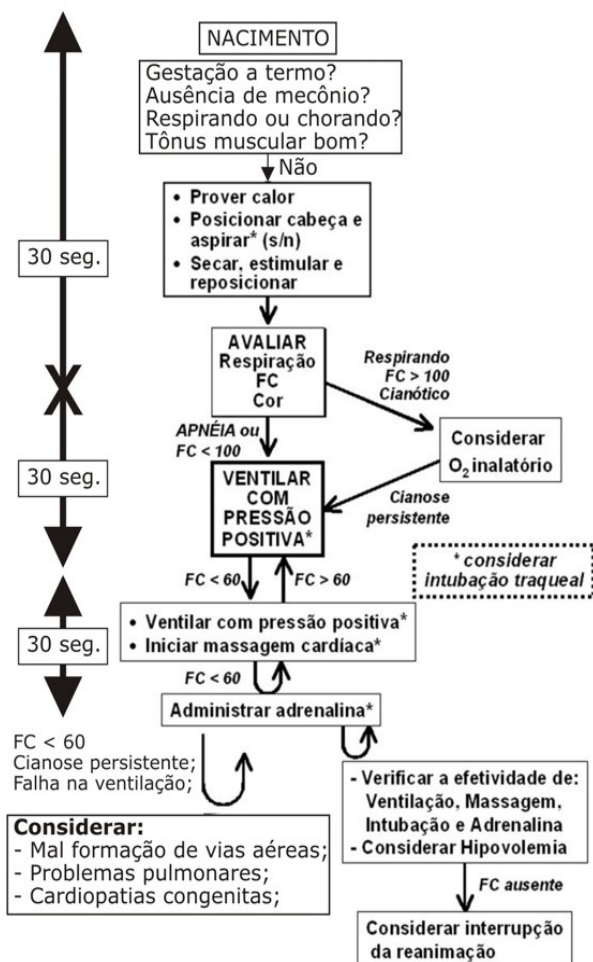 NACIMENTO
Gestação a termo?
Ausência de mecônio?
Respirando ou chorando?
Tônus muscular bom?
Não
• Prover calor
• Posicionar cabeça e
aspirar* (s/n)
• Secar, estimular e
reposicionar
30 seg.
AVALIAR
Respiração
FC
Cor
Respirando
FC > 100
Cianótico
X
APNÉIA ou
FC < 100
Considerar
O2 inalatório
30 seg.
VENTILAR
COM
PRESSÃO
POSITIVA*
Cianose
persistente
* considerar
intubação traqueal
FC < 60
FC > 60
30 seg.
• Ventilar com pressão positiva*
• Iniciar massagem cardíaca*
FC < 60
Administrar adrenalina*
FC < 60
Cianose persistente;
Falha na ventilação;
- Verificar a efetividade de:
Ventilação, Massagem,
Intubação e Adrenalina
- Considerar Hipovolemia
Considerar:
- Mal formação de vias aéreas;
- Problemas pulmonares;
- Cardiopatias congenitas;
FC ausente
Considerar interrupção
da reanimação